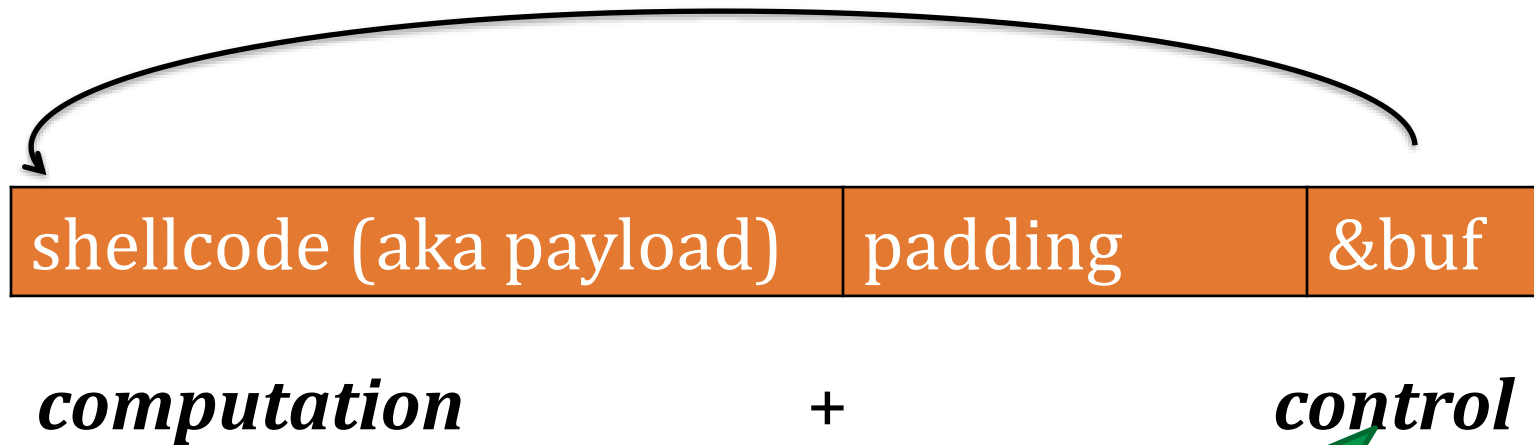 shellcode (aka payload) padding &buf
computation + control